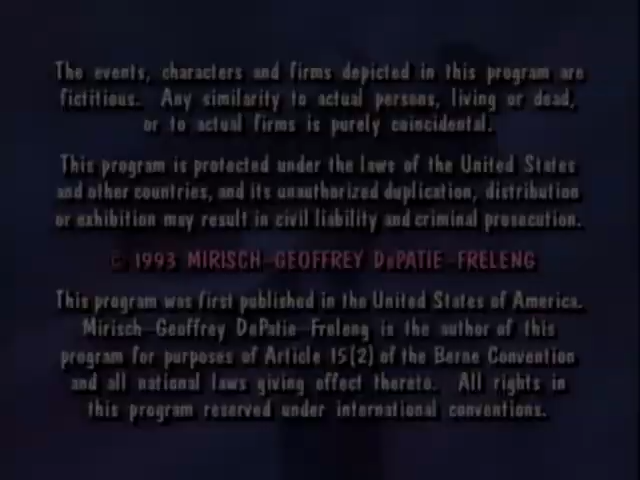 The events, characters and firms depicted in this program are
fictitious. Any similarity to actual persons, living or dead,
or to actual firms is purely coincidental.
This program is protected under the laws of the United States
and other countries, and its unauthorized duplication, distribution
or exhibition may result in civil liability and criminal prosecution.
© 1993 MIRISCH-GEOFFREY DePATIE-FRELENG
This program was first published in the United States of America.
Mirisch-Geoffrey DePatie-Freleng is the author of this
program for purposes of Article 15(2) of the Berne Convention
and all national laws giving effect thereto. All rights in
this program reserved under international conventions.